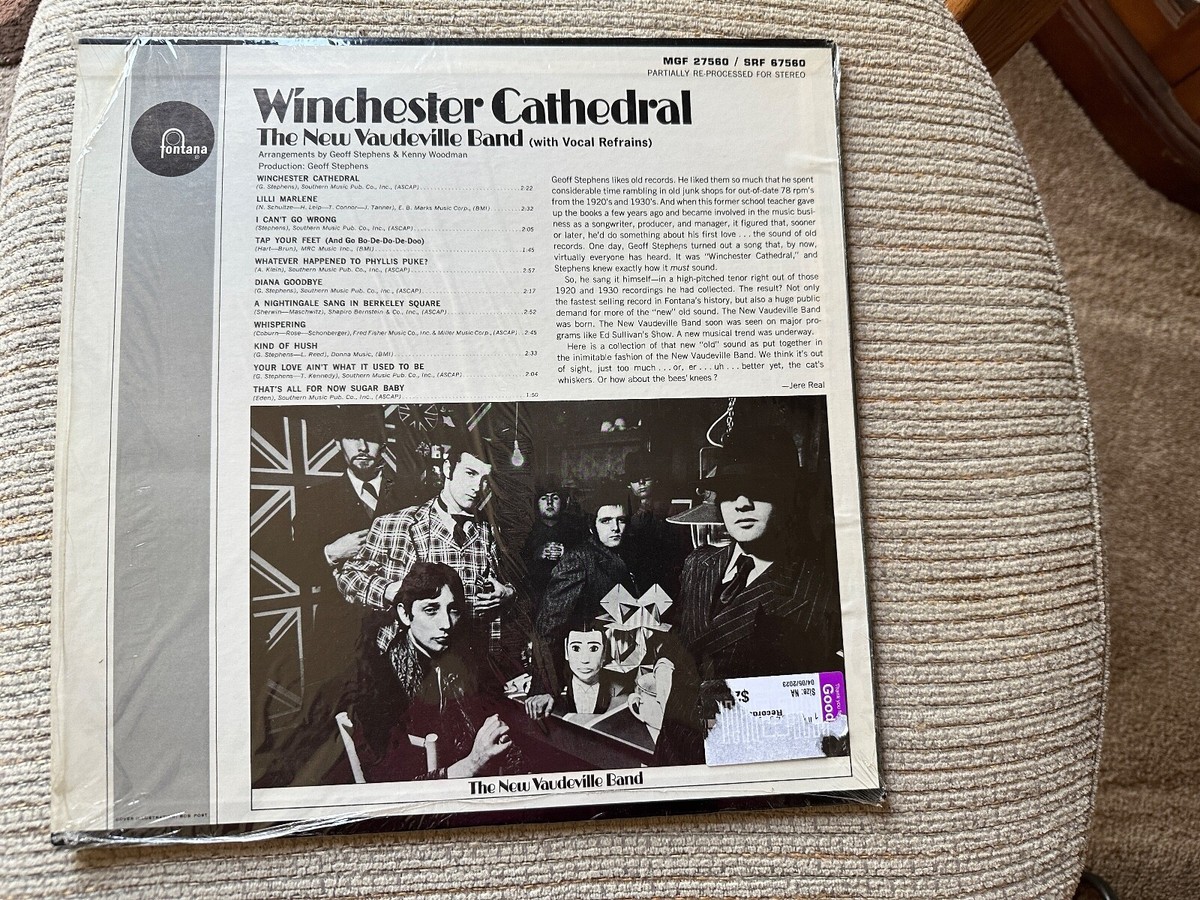 MGF 27560 / SRF 67560
PARTIALLY RE-PROCESSED FOR STEREO
fontana
Winchester Cathedral
The New Vaudeville Band (with Vocal Refrains)
Arrangements by Geoff Stephens & Kenny Woodman
Production: Geoff Stephens
WINCHESTER CATHEDRAL
(G. Stephens), Southern Music Pub. Co., Inc., (ASCAP) 2:22
LILLI MARLENE
(N. Schultze—H. Leip—T. Connor—J. Tanner), E. B. Marks Music Corp., (BMI) 2:32
I CAN'T GO WRONG
(Stephens), Southern Music Pub. Co., Inc., (ASCAP) 2:05
TAP YOUR FEET (And Go Bo-De-Do-De-Doo)
(Hart—Brun), MRC Music Inc., (BMI) 1:45
WHATEVER HAPPENED TO PHYLLIS PUKE?
(A. Klein), Southern Music Pub. Co., Inc., (ASCAP) 2:57
DIANA GOODBYE
(G. Stephens), Southern Music Pub. Co., Inc., (ASCAP) 2:17
A NIGHTINGALE SANG IN BERKELEY SQUARE
(Sherwin—Maschwitz), Shapiro Bernstein & Co., Inc., (ASCAP) 2:52
WHISPERING
(Coburn—Rose—Schonberger), Fred Fisher Music Co., Inc. & Miller Music Corp., (ASCAP) 2:45
KIND OF HUSH
(G. Stephens—L. Reed), Donna Music, (BMI) 2:33
YOUR LOVE AIN'T WHAT IT USED TO BE
(G. Stephens—T. Kennedy), Southern Music Pub. Co., Inc., (ASCAP) 2:04
THAT'S ALL FOR NOW SUGAR BABY
(Eden), Southern Music Pub. Co., Inc., (ASCAP) 1:50
Geoff Stephens likes old records. He liked them so much that he spent
considerable time rambling in old junk shops for out-of-date 78 rpm's
from the 1920's and 1930's. And when this former school teacher gave
up the books a few years ago and became involved in the music busi-
ness as a songwriter, producer, and manager, it figured that, sooner
or later, he'd do something about his first love . . . the sound of old
records. One day, Geoff Stephens turned out a song that, by now,
virtually everyone has heard. It was "Winchester Cathedral," and
Stephens knew exactly how it must sound.
So, he sang it himself—in a high-pitched tenor right out of those
1920 and 1930 recordings he had collected. The result? Not only
the fastest selling record in Fontana's history, but also a huge public
demand for more of the "new" old sound. The New Vaudeville Band
was born. The New Vaudeville Band soon was seen on major pro-
grams like Ed Sullivan's Show. A new musical trend was underway.
Here is a collection of that new "old" sound as put together in
the inimitable fashion of the New Vaudeville Band. We think it's out
of sight, just too much . . . or, er . . . uh . . . better yet, the cat's
whiskers. Or how about the bees' knees?
—Jere Real
Good
Size: NA
04/05/2023
Record.
The New Vaudeville Band